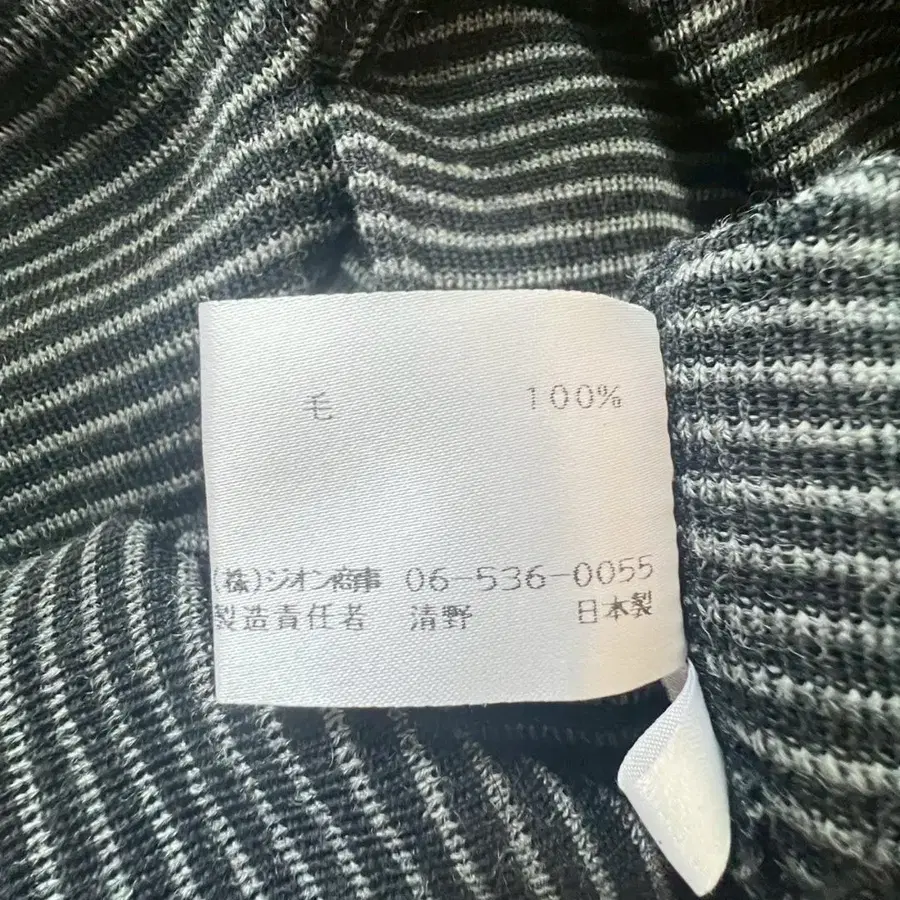 毛 100%
(株)ジオン商事 06-536-0055
製造責任者 清野 日本製